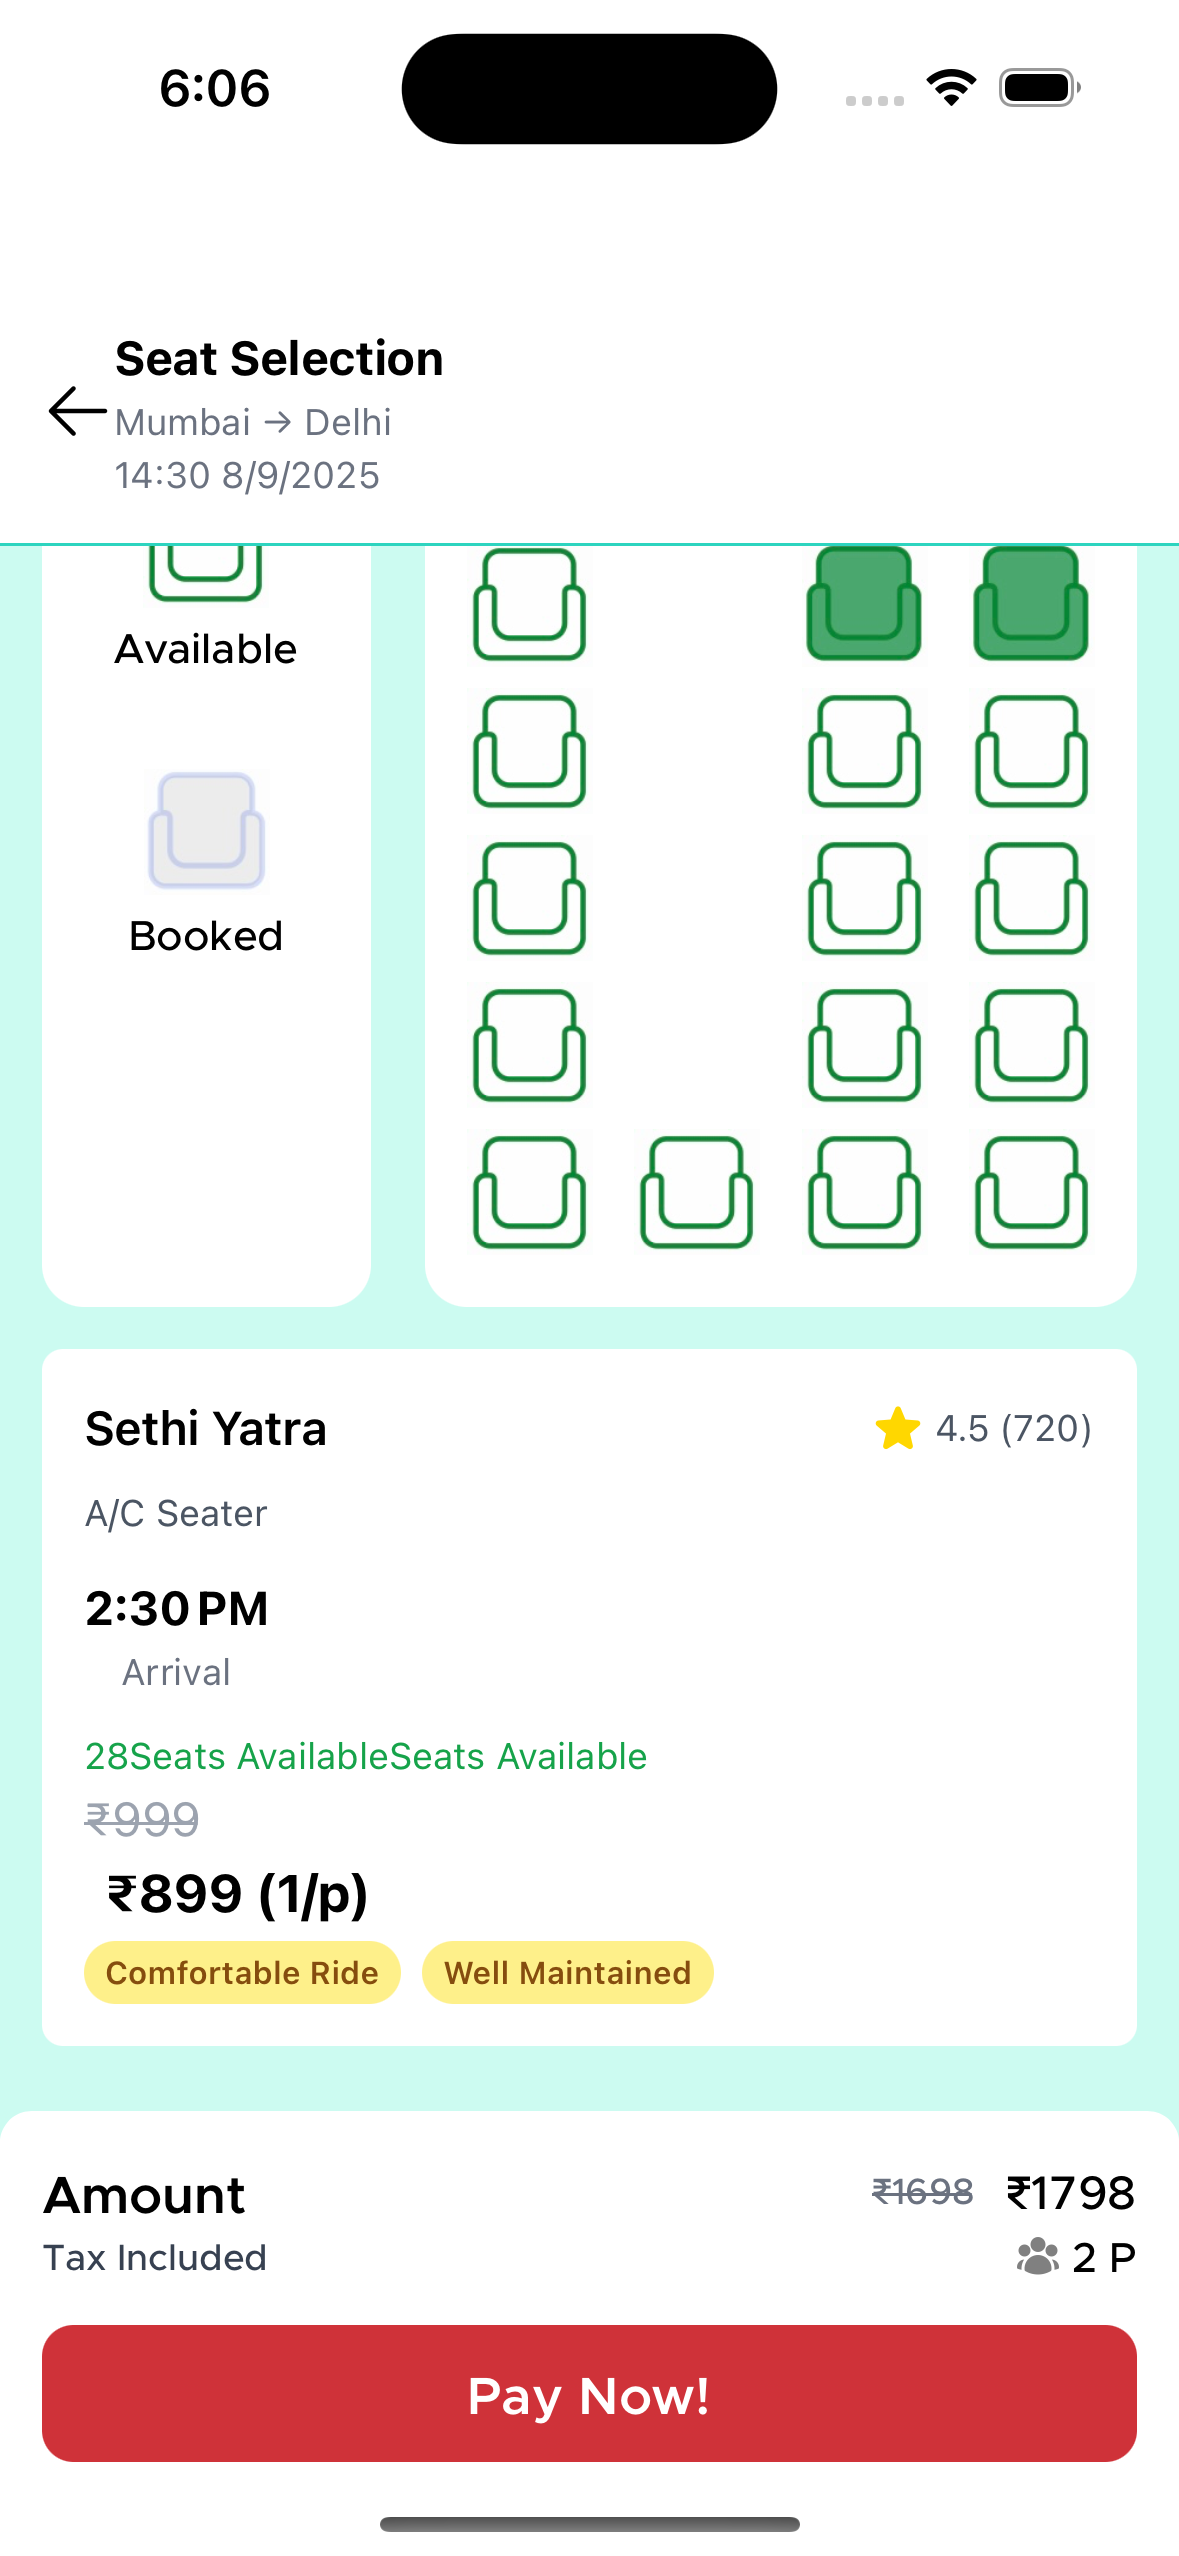 6:06
Seat Selection
Mumbai → Delhi
14:30 8/9/2025
Available
Booked
Sethi Yatra
4.5 (720)
A/C Seater
2:30 PM
Arrival
28Seats AvailableSeats Available
₹999
₹899 (1/p)
Comfortable Ride
Well Maintained
Amount
₹1698 ₹1798
Tax Included
2 P
Pay Now!